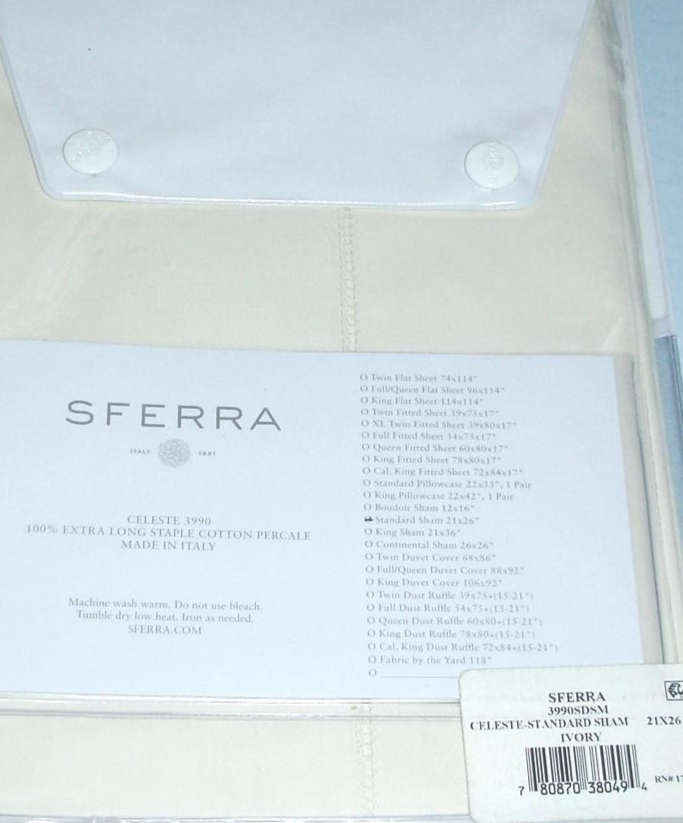 SFERRA
ITALY 1891
CELESTE 3990
100% EXTRA LONG STAPLE COTTON PERCALE
MADE IN ITALY
Machine wash warm. Do not use bleach.
Tumble dry low heat. Iron as needed.
SFERRA.COM
O Twin Flat Sheet 74x114"
O Full/Queen Flat Sheet 96x114"
O King Flat Sheet 114x114"
O Twin Fitted Sheet 39x75x17"
O XL Twin Fitted Sheet 39x80x17"
O Full Fitted Sheet 54x75x17"
O Queen Fitted Sheet 60x80x17"
O King Fitted Sheet 78x80x17"
O Cal. King Fitted Sheet 72x84x17"
O Standard Pillowcase 22x33", 1 Pair
O King Pillowcase 22x42", 1 Pair
O Boudoir Sham 12x16"
Standard Sham 21x26"
O King Sham 21x36"
O Continental Sham 26x26"
O Twin Duvet Cover 68x86"
O Full/Queen Duvet Cover 88x92"
O King Duvet Cover 106x92"
O Twin Dust Ruffle 39x75+(15-21")
O Full Dust Ruffle 54x75+(15-21")
O Queen Dust Ruffle 60x80+(15-21")
O King Dust Ruffle 78x80+(15-21")
O Cal. King Dust Ruffle 72x84+(15-21")
O Fabric by the Yard 118"
O
SFERRA
3990SDSM
CELESTE-STANDARD SHAM 21X26
IVORY
7 80870 38049 4
RN# 17